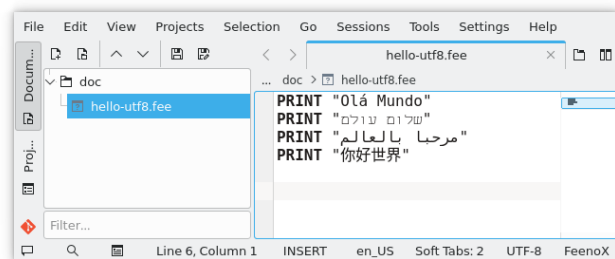 File Edit View Projects Selection Go Sessions Tools Settings Help
hello-utf8.fee
doc
... doc > hello-utf8.fee
hello-utf8.fee
PRINT "Olá Mundo"
PRINT "שלום עולם"
PRINT "مرحبا بالعالم"
PRINT "你好世界"
Docum...
Proj...
Filter...
Line 6, Column 1 INSERT en_US Soft Tabs: 2 UTF-8 FeenoX